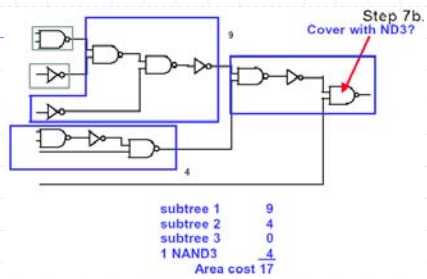 Step 7b.
Cover with ND3?
9
4
subtree 1 9
subtree 2 4
subtree 3 0
1 NAND3 4
Area cost 17